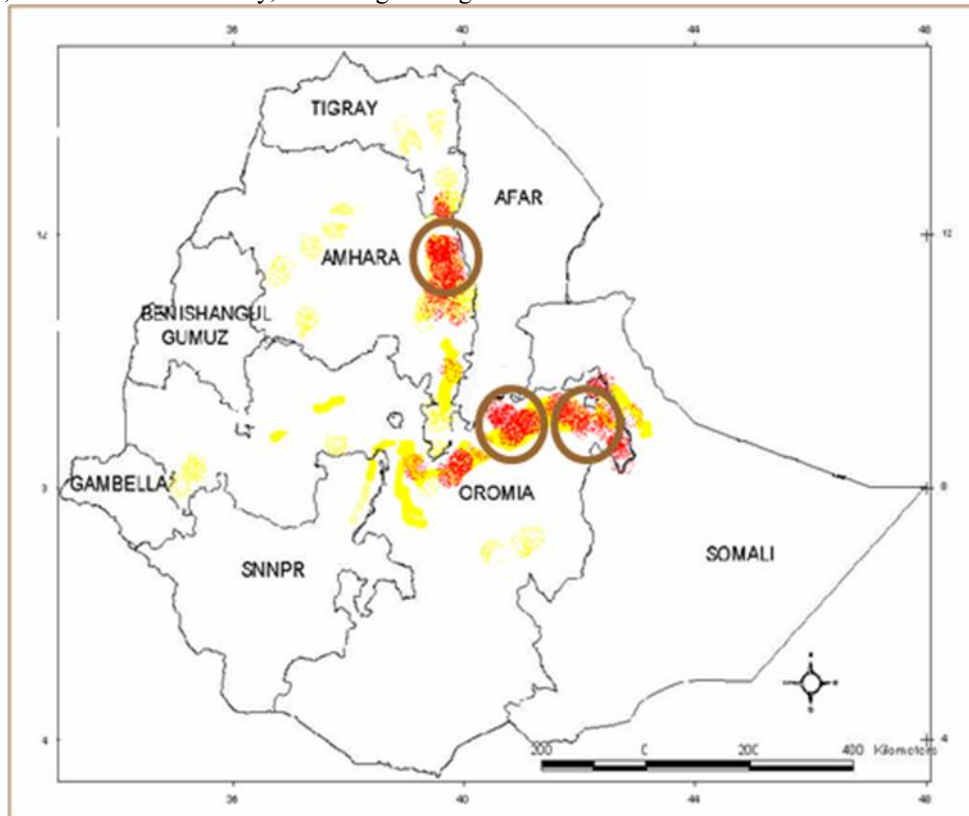 36 40 44 48
TIGRAY
AFAR
12 12
AMHARA
BENISHANGUL
GUMUZ
GAMBELLA
8
OROMIA
SOMALI
SNNPR
4 4
200 0 200 400 Kilometers
36 40 44 48